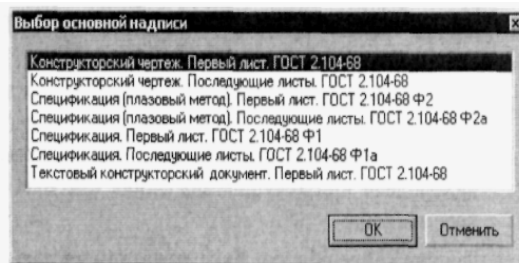 Выбор основной надписи
Конструкторский чертеж. Первый лист. ГОСТ 2.104-68
Конструкторский чертеж. Последующие листы. ГОСТ 2.104-68
Спецификация (плазовый метод). Первый лист. ГОСТ 2.104-68 Ф2
Спецификация (плазовый метод). Последующие листы. ГОСТ 2.104-68 Ф2а
Спецификация. Первый лист. ГОСТ 2.104-68 Ф1
Спецификация. Последующие листы. ГОСТ 2.104-68 Ф1а
Текстовый конструкторский документ. Первый лист. ГОСТ 2.104-68
OK
Отменить